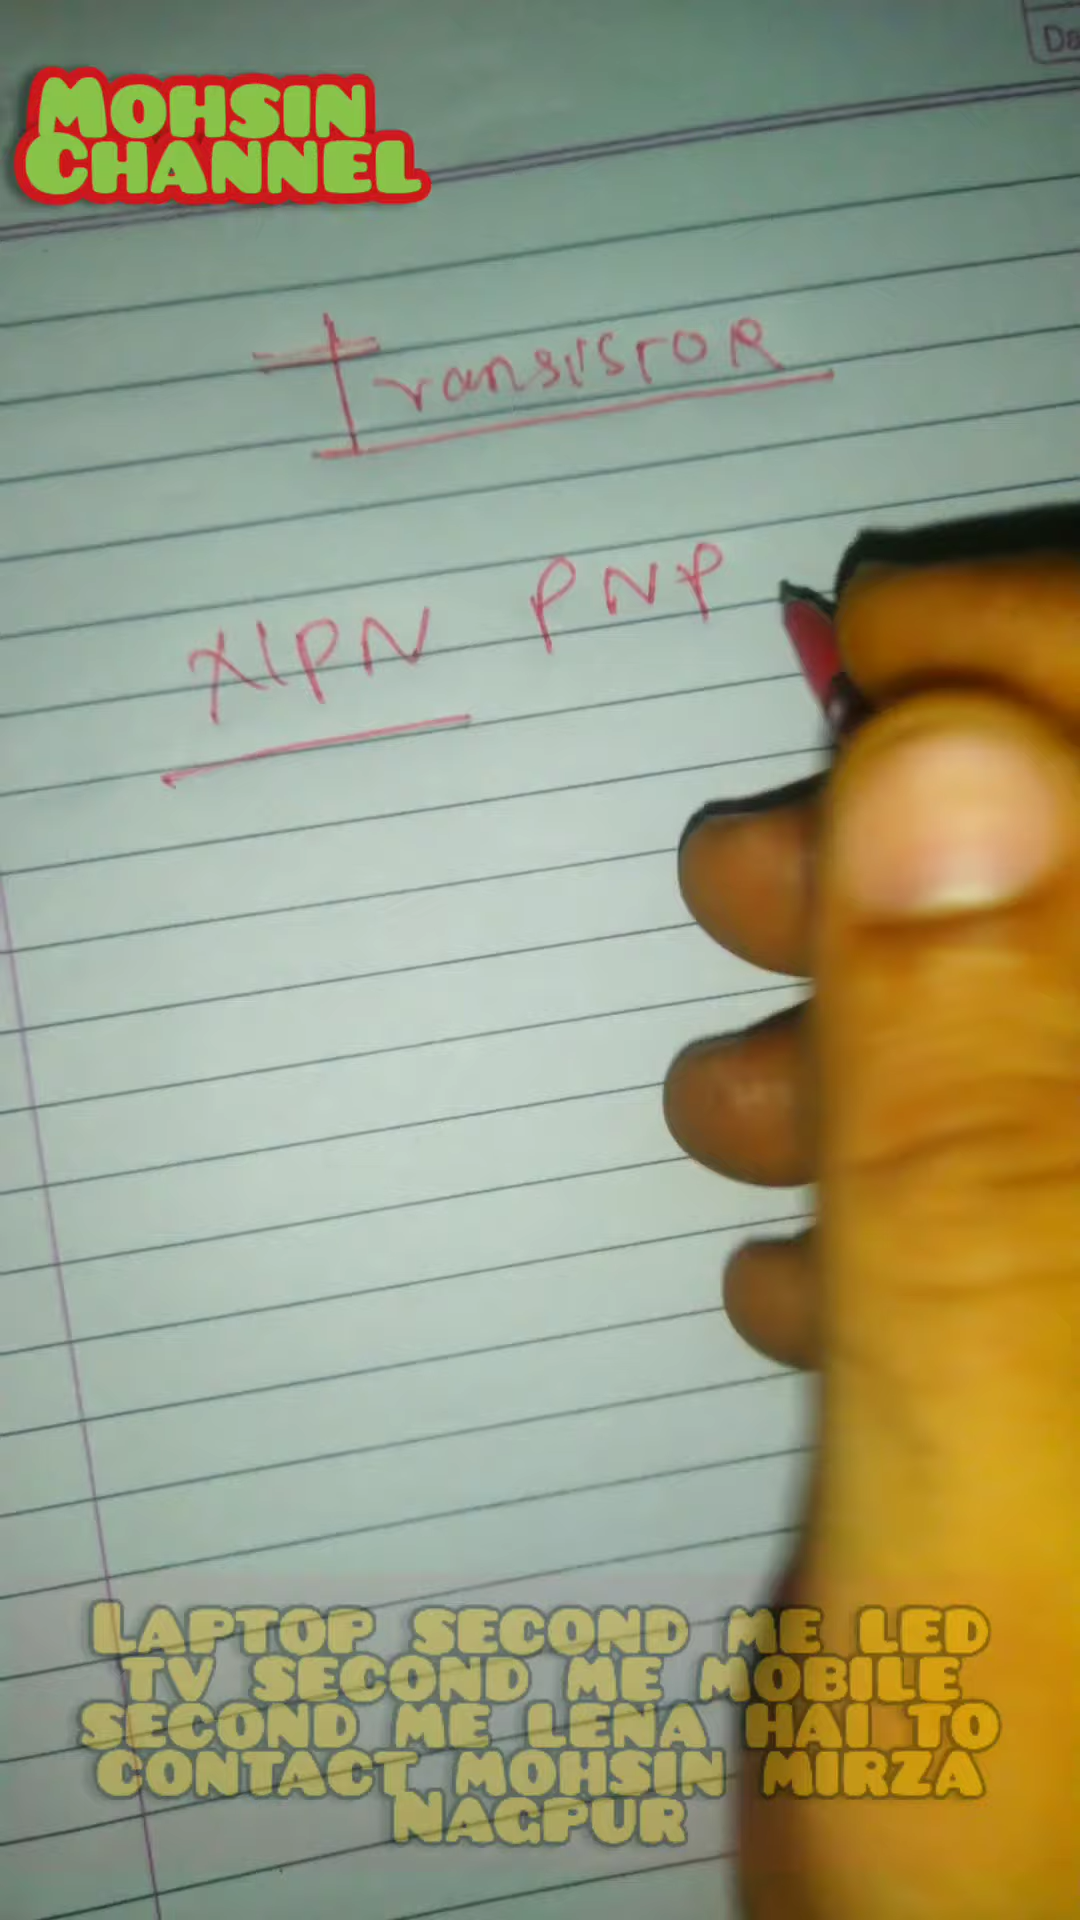 Da
MOHSIN
CHANNEL
TransisTOR
NPN PNP
LAPTOP SECOND ME LED
TV SECOND ME MOBILE
SECOND ME LENA HAI TO
CONTACT MOHSIN MIRZA
NAGPUR